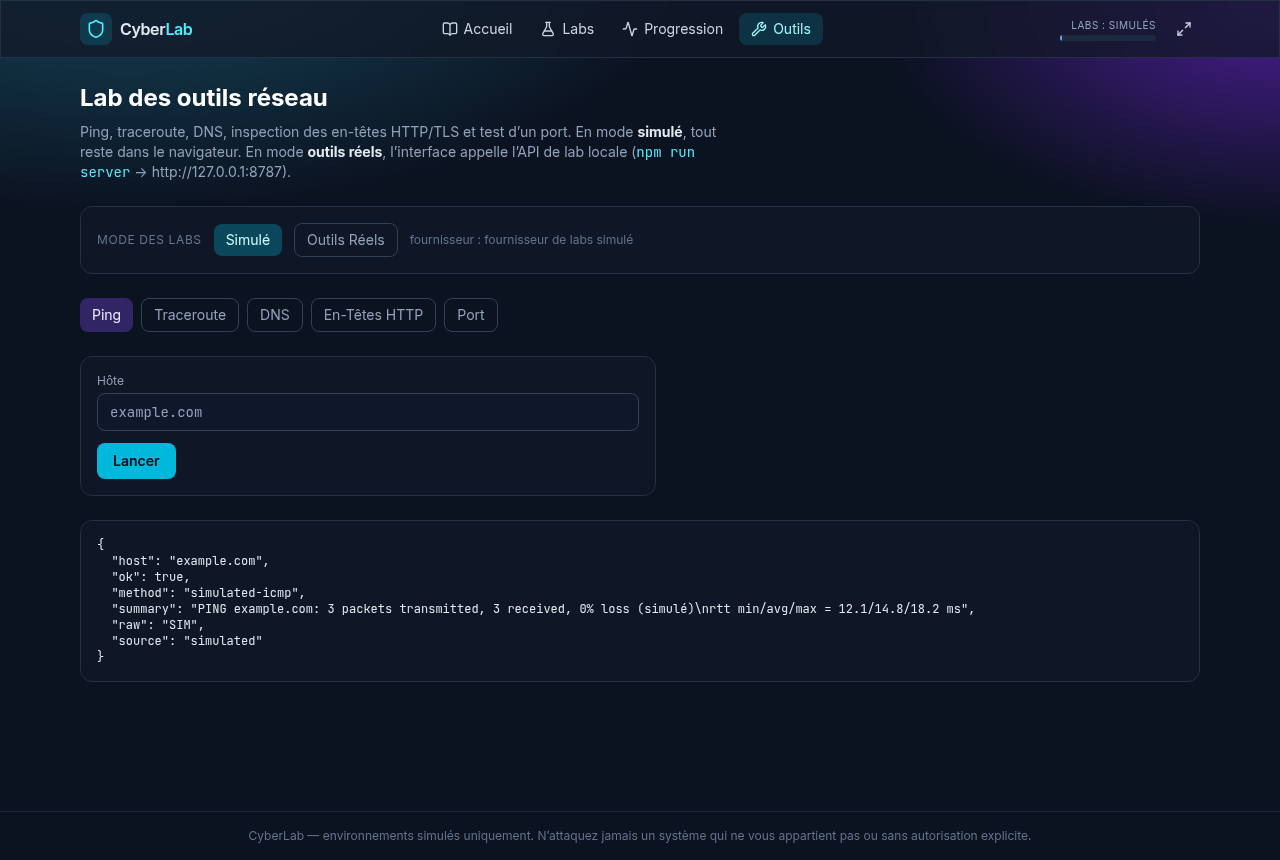 CyberLab
Accueil
Labs
Progression
Outils
LABS : SIMULÉS
Lab des outils réseau
Ping, traceroute, DNS, inspection des en-têtes HTTP/TLS et test d’un port. En mode simulé, tout
reste dans le navigateur. En mode outils réels, l’interface appelle l’API de lab locale (npm run
server → http://127.0.0.1:8787).
MODE DES LABS
Simulé
Outils Réels
fournisseur : fournisseur de labs simulé
Ping
Traceroute
DNS
En-Têtes HTTP
Port
Hôte
example.com
Lancer
{
  "host": "example.com",
  "ok": true,
  "method": "simulated-icmp",
  "summary": "PING example.com: 3 packets transmitted, 3 received, 0% loss (simulé)\nrtt min/avg/max = 12.1/14.8/18.2 ms",
  "raw": "SIM",
  "source": "simulated"
}
CyberLab — environnements simulés uniquement. N’attaquez jamais un système qui ne vous appartient pas ou sans autorisation explicite.